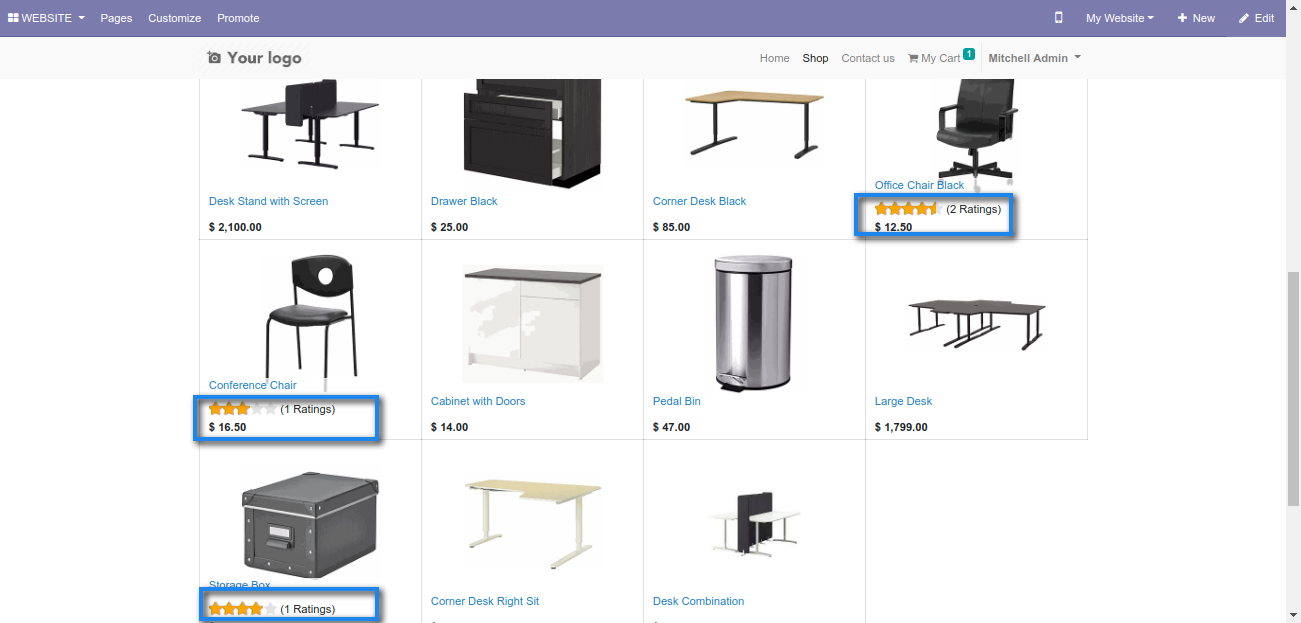 WEBSITE Pages Customize Promote My Website New Edit
Your logo Home Shop Contact us My Cart 1 Mitchell Admin
Desk Stand with Screen
$ 2,100.00
Drawer Black
$ 25.00
Corner Desk Black
$ 85.00
Office Chair Black
(2 Ratings)
$ 12.50
Conference Chair
(1 Ratings)
$ 16.50
Cabinet with Doors
$ 14.00
Pedal Bin
$ 47.00
Large Desk
$ 1,799.00
Storage Box
(1 Ratings)
Corner Desk Right Sit
Desk Combination